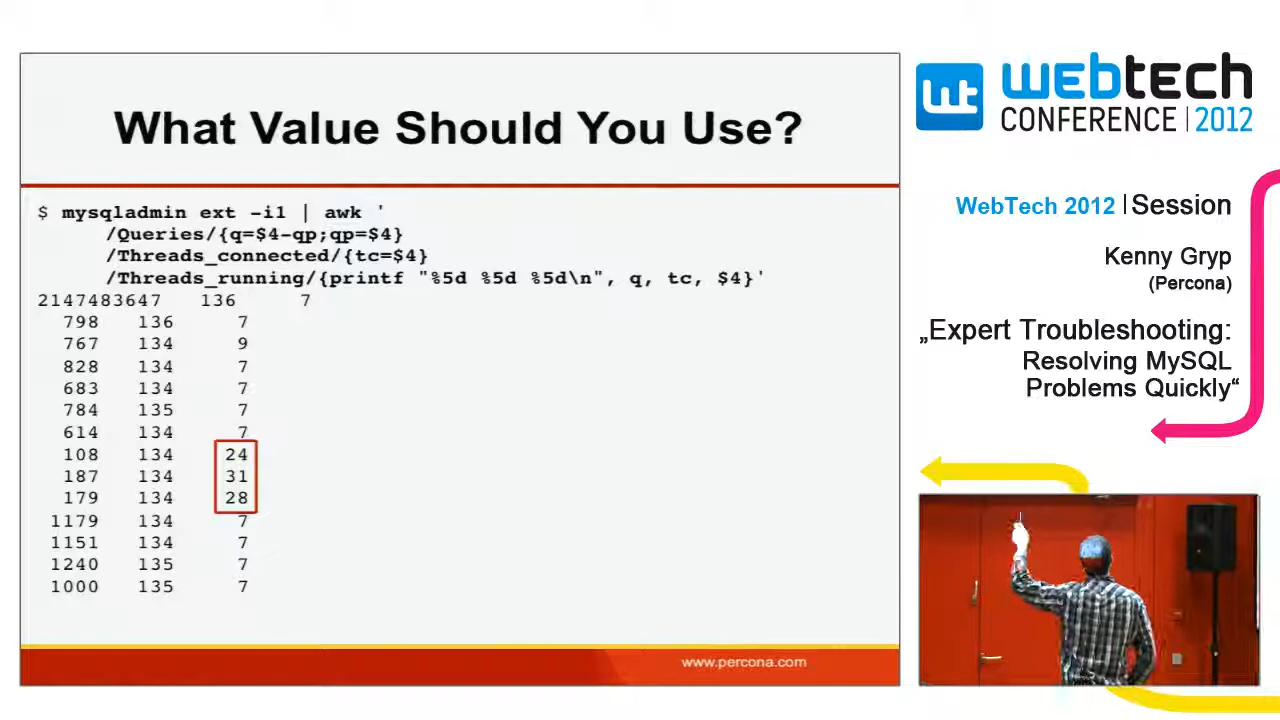 What Value Should You Use?
$ mysqladmin ext -i1 | awk '
/Queries/{q=$4-qp;qp=$4}
/Threads_connected/{tc=$4}
/Threads_running/{printf "%5d %5d %5d\n", q, tc, $4}'
2147483647 136 7
798 136 7
767 134 9
828 134 7
683 134 7
784 135 7
614 134 7
108 134 24
187 134 31
179 134 28
1179 134 7
1151 134 7
1240 135 7
1000 135 7
www.percona.com
wt webtech
CONFERENCE | 2012
WebTech 2012 | Session
Kenny Gryp
(Percona)
„Expert Troubleshooting:
Resolving MySQL
Problems Quickly“